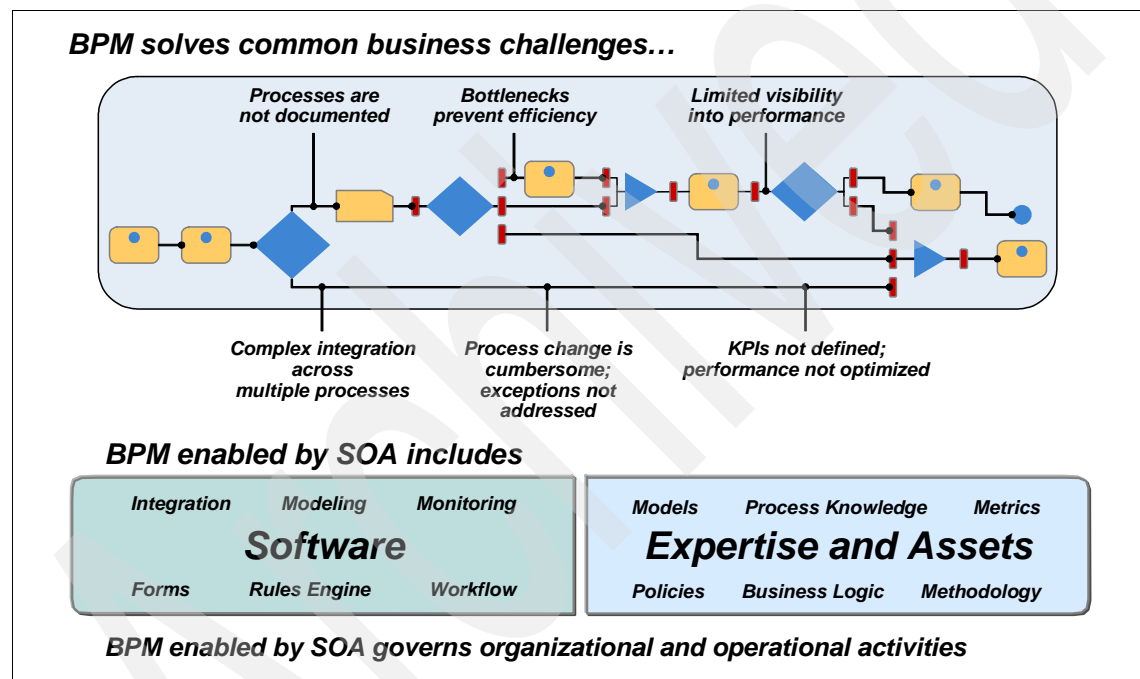 BPM solves common business challenges…
Processes are
not documented
Bottlenecks
prevent efficiency
Limited visibility
into performance
Complex integration
across
multiple processes
Process change is
cumbersome;
exceptions not
addressed
KPIs not defined;
performance not optimized
BPM enabled by SOA includes
Integration Modeling Monitoring
Software
Forms Rules Engine Workflow
Models Process Knowledge Metrics
Expertise and Assets
Policies Business Logic Methodology
BPM enabled by SOA governs organizational and operational activities
Archived